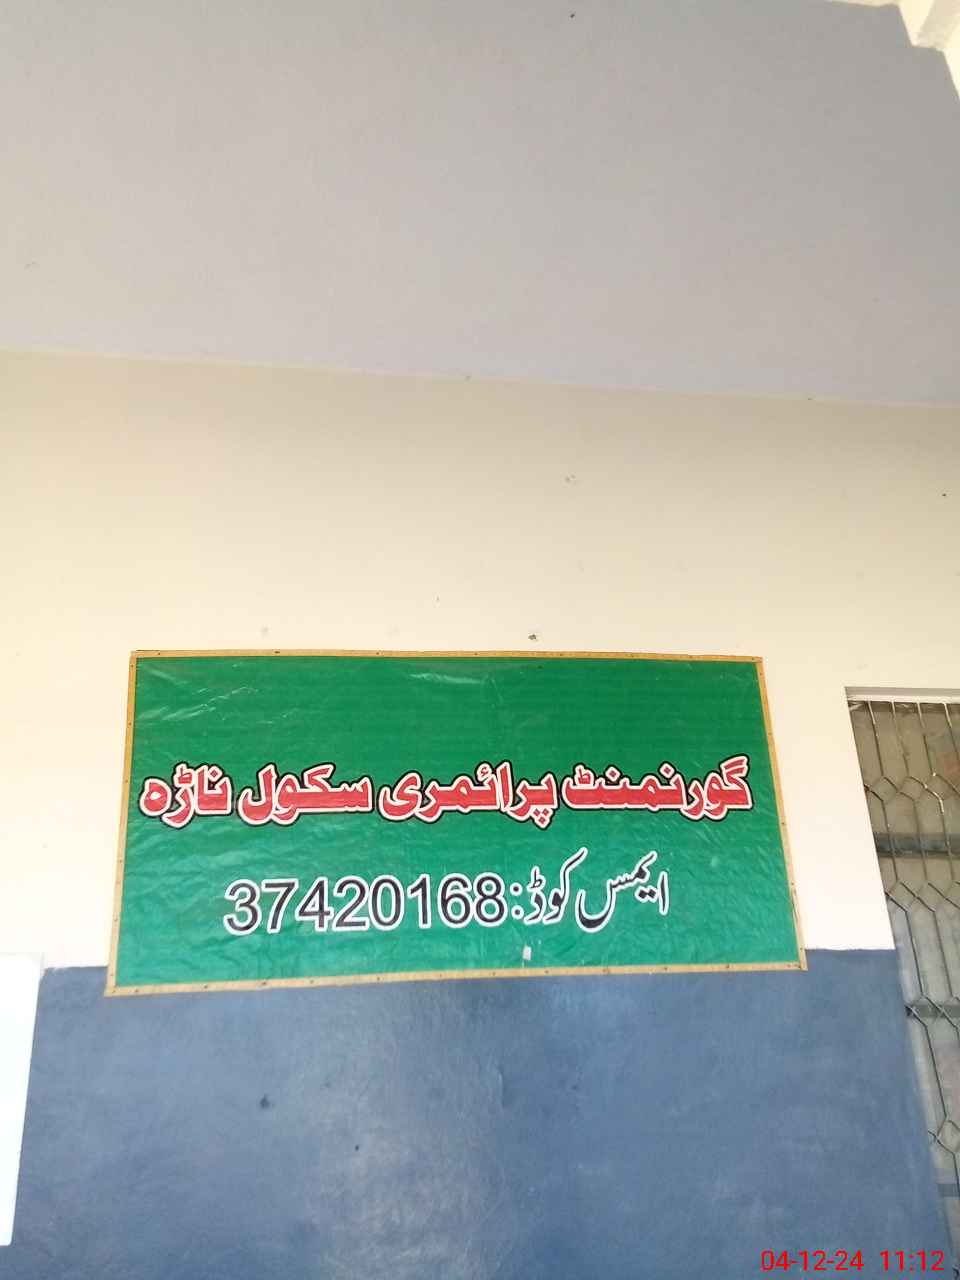 گورنمنٹ پرائمری سکول ناڑہ
ایمس کوڈ: 37420168
04-12-24 11:12